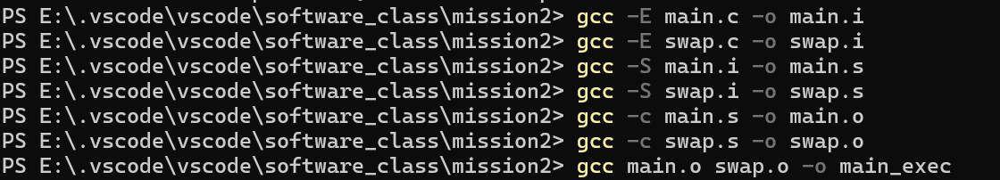 PS E:\.vscode\vscode\software_class\mission2> gcc -E main.c -o main.i
PS E:\.vscode\vscode\software_class\mission2> gcc -E swap.c -o swap.i
PS E:\.vscode\vscode\software_class\mission2> gcc -S main.i -o main.s
PS E:\.vscode\vscode\software_class\mission2> gcc -S swap.i -o swap.s
PS E:\.vscode\vscode\software_class\mission2> gcc -c main.s -o main.o
PS E:\.vscode\vscode\software_class\mission2> gcc -c swap.s -o swap.o
PS E:\.vscode\vscode\software_class\mission2> gcc main.o swap.o -o main_exec